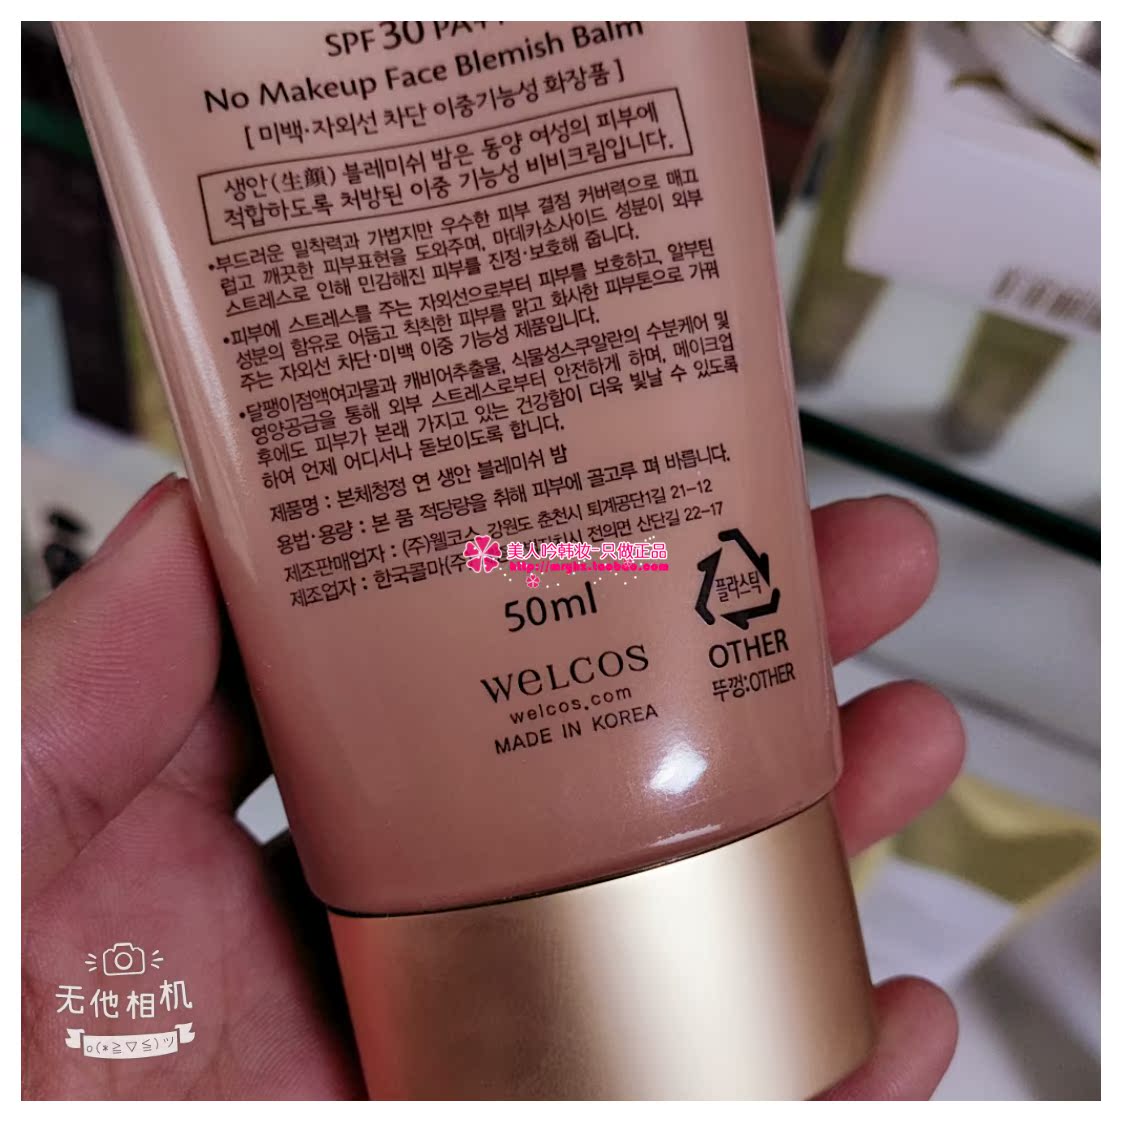 SPF 30 PA++
No Makeup Face Blemish Balm
[ 미백·자외선 차단 이중기능성 화장품 ]
생안(生顔) 블레미쉬 밤은 동양 여성의 피부에
적합하도록 처방된 이중 기능성 비비크림입니다.
•부드러운 밀착력과 가볍지만 우수한 피부 결점 커버력으로 매끄
럽고 깨끗한 피부표현을 도와주며, 마데카소사이드 성분이 외부
스트레스로 인해 민감해진 피부를 진정·보호해 줍니다.
•피부에 스트레스를 주는 자외선으로부터 피부를 보호하고, 알부틴
성분의 함유로 어둡고 칙칙한 피부를 맑고 화사한 피부톤으로 가꿔
주는 자외선 차단·미백 이중 기능성 제품입니다.
•달팽이점액여과물과 캐비어추출물, 식물성스쿠알란의 수분케어 및
영양공급을 통해 외부 스트레스로부터 안전하게 하며, 메이크업
후에도 피부가 본래 가지고 있는 건강함이 더욱 빛날 수 있도록
하여 언제 어디서나 돋보이도록 합니다.
제품명 : 본체청정 연 생안 블레미쉬 밤
용법·용량 : 본 품 적당량을 취해 피부에 골고루 펴 바릅니다.
제조판매업자 : (주)웰코스 강원도 춘천시 퇴계공단1길 21-12
제조업자 : 한국콜마(주 전의면 산단길 22-17
美人吟韩妆-只做正品
http://mryhz.taobao.com
50ml
플라스틱
OTHER
뚜껑:OTHER
WELCOS
welcos.com
MADE IN KOREA
无他相机
o(*≧▽≦)ツ